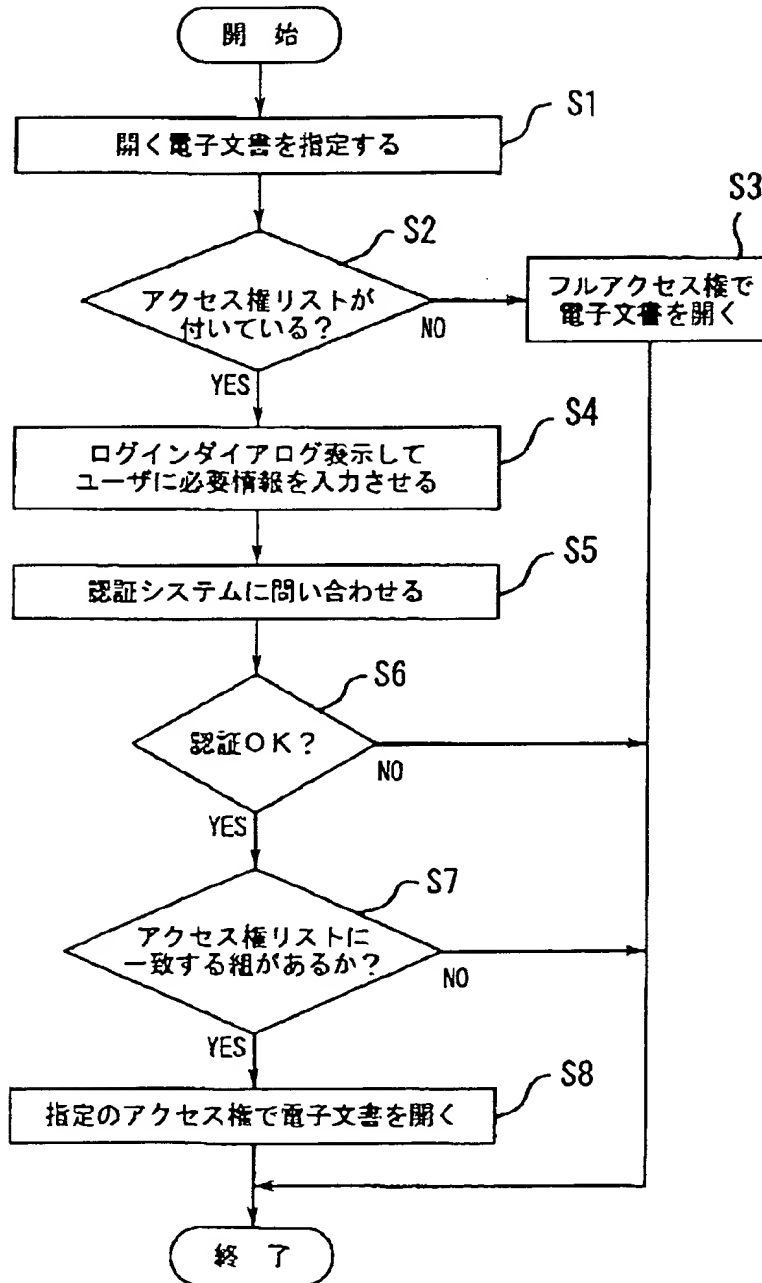 開 始
S1
開く電子文書を指定する
S2
S3
アクセス権リストが
付いている?
NO
フルアクセス権で
電子文書を開く
YES
S4
ログインダイアログ表示して
ユーザに必要情報を入力させる
S5
認証システムに問い合わせる
S6
認証OK?
NO
YES
S7
アクセス権リストに
一致する組があるか?
NO
YES
S8
指定のアクセス権で電子文書を開く
終 了